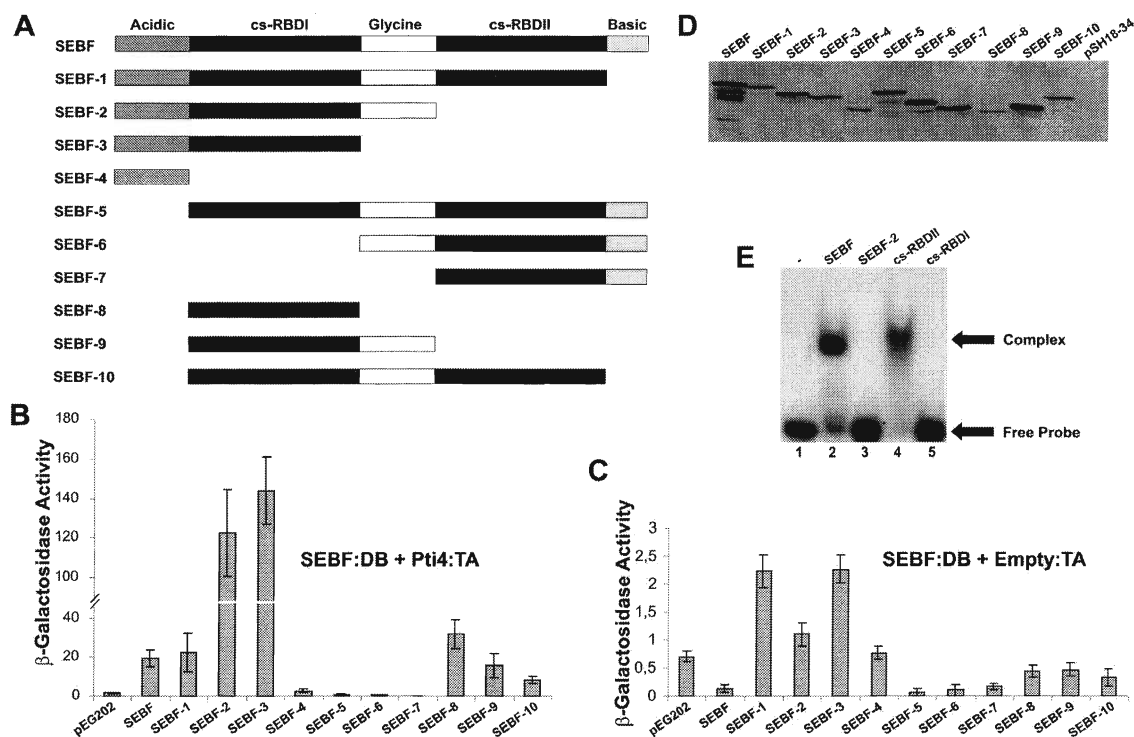 A
Acidic cs-RBDI Glycine cs-RBDII Basic
SEBF
SEBF-1
SEBF-2
SEBF-3
SEBF-4
SEBF-5
SEBF-6
SEBF-7
SEBF-8
SEBF-9
SEBF-10
D
SEBF SEBF-1 SEBF-2 SEBF-3 SEBF-4 SEBF-5 SEBF-6 SEBF-7 SEBF-8 SEBF-9 SEBF-10 pSH18-34
E
- SEBF SEBF-2 cs-RBDII cs-RBDI
Complex
Free Probe
1 2 3 4 5
B
β-Galactosidase Activity
180
160
140
120
100
40
20
0
SEBF:DB + Pti4:TA
pEG202 SEBF SEBF-1 SEBF-2 SEBF-3 SEBF-4 SEBF-5 SEBF-6 SEBF-7 SEBF-8 SEBF-9 SEBF-10
C
β-Galactosidase Activity
3
2,5
2
1,5
1
0,5
0
SEBF:DB + Empty:TA
pEG202 SEBF SEBF-1 SEBF-2 SEBF-3 SEBF-4 SEBF-5 SEBF-6 SEBF-7 SEBF-8 SEBF-9 SEBF-10